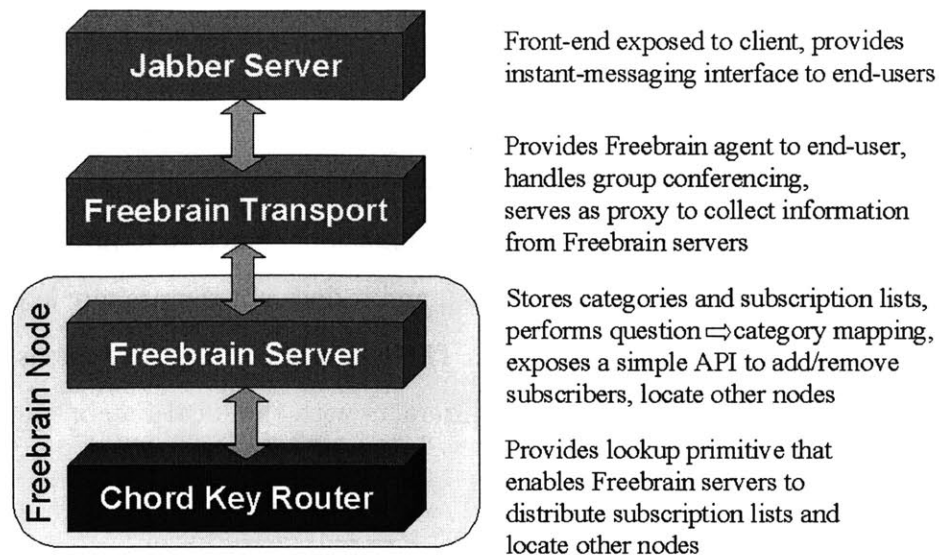 Jabber Server
Front-end exposed to client, provides
instant-messaging interface to end-users
Freebrain Transport
Provides Freebrain agent to end-user,
handles group conferencing,
serves as proxy to collect information
from Freebrain servers
Freebrain Node
Freebrain Server
Stores categories and subscription lists,
performs question ⇨ category mapping,
exposes a simple API to add/remove
subscribers, locate other nodes
Chord Key Router
Provides lookup primitive that
enables Freebrain servers to
distribute subscription lists and
locate other nodes